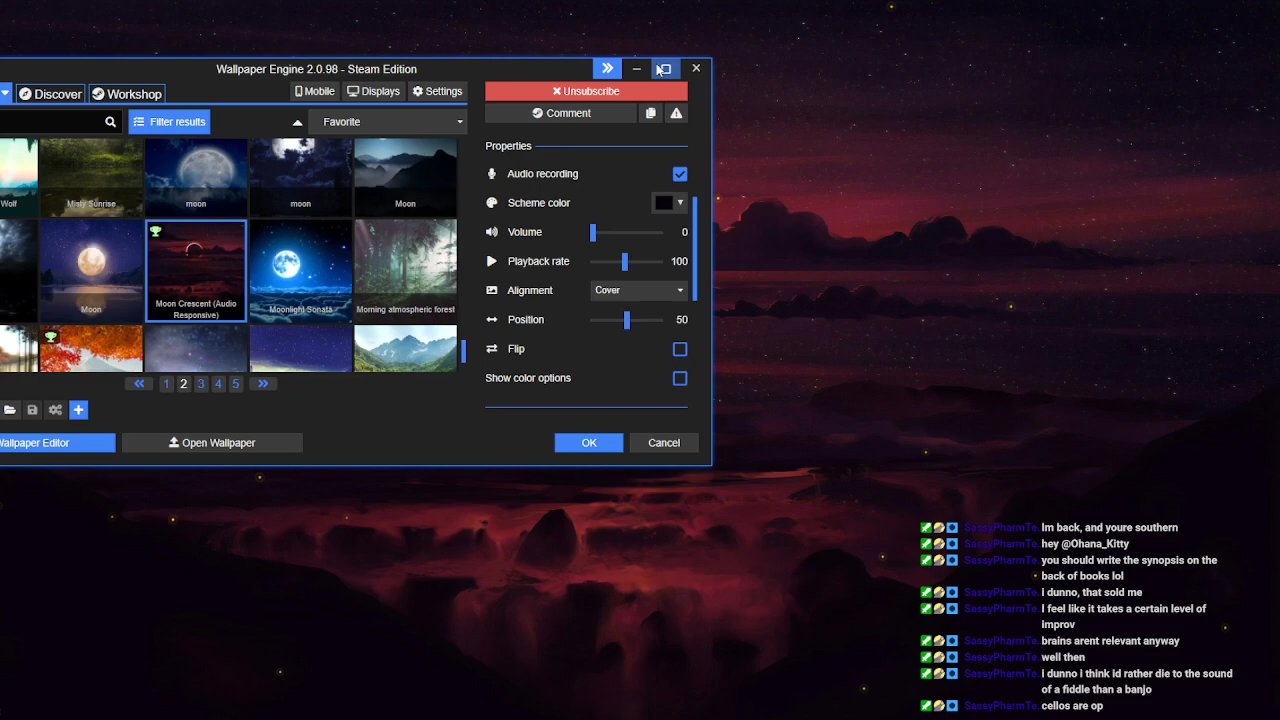 Wallpaper Engine 2.0.98 - Steam Edition
Discover
Workshop
Mobile
Displays
Settings
Unsubscribe
Comment
Filter results
Favorite
Properties
Audio recording
Scheme color
Volume
0
Playback rate
100
Alignment
Cover
Position
50
Flip
Show color options
Wolf
Misty Sunrise
moon
moon
Moon
Moon
Moon Crescent (Audio
Responsive)
Moonlight Sonata
Morning atmospheric forest
1 2 3 4 5
Wallpaper Editor
Open Wallpaper
OK
Cancel
SassyPharmTe Im back, and youre southern
SassyPharmTe hey @Ohana_Kitty
SassyPharmTe you should write the synopsis on the
back of books lol
SassyPharmTe i dunno, that sold me
SassyPharmTe I feel like it takes a certain level of
improv
SassyPharmTe brains arent relevant anyway
SassyPharmTe well then
SassyPharmTe I dunno i think id rather die to the sound
of a fiddle than a banjo
SassyPharmTe cellos are op